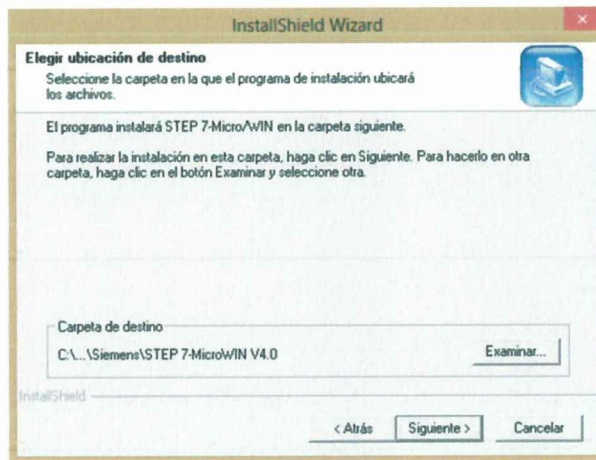 InstallShield Wizard
Elegir ubicación de destino
Seleccione la carpeta en la que el programa de instalación ubicará
los archivos.
El programa instalará STEP 7-Micro/WIN en la carpeta siguiente.
Para realizar la instalación en esta carpeta, haga clic en Siguiente. Para hacerlo en otra
carpeta, haga clic en el botón Examinar y seleccione otra.
Carpeta de destino
C:\...\Siemens\STEP 7-MicroWIN V4.0
Examinar...
InstallShield
< Atrás
Siguiente >
Cancelar